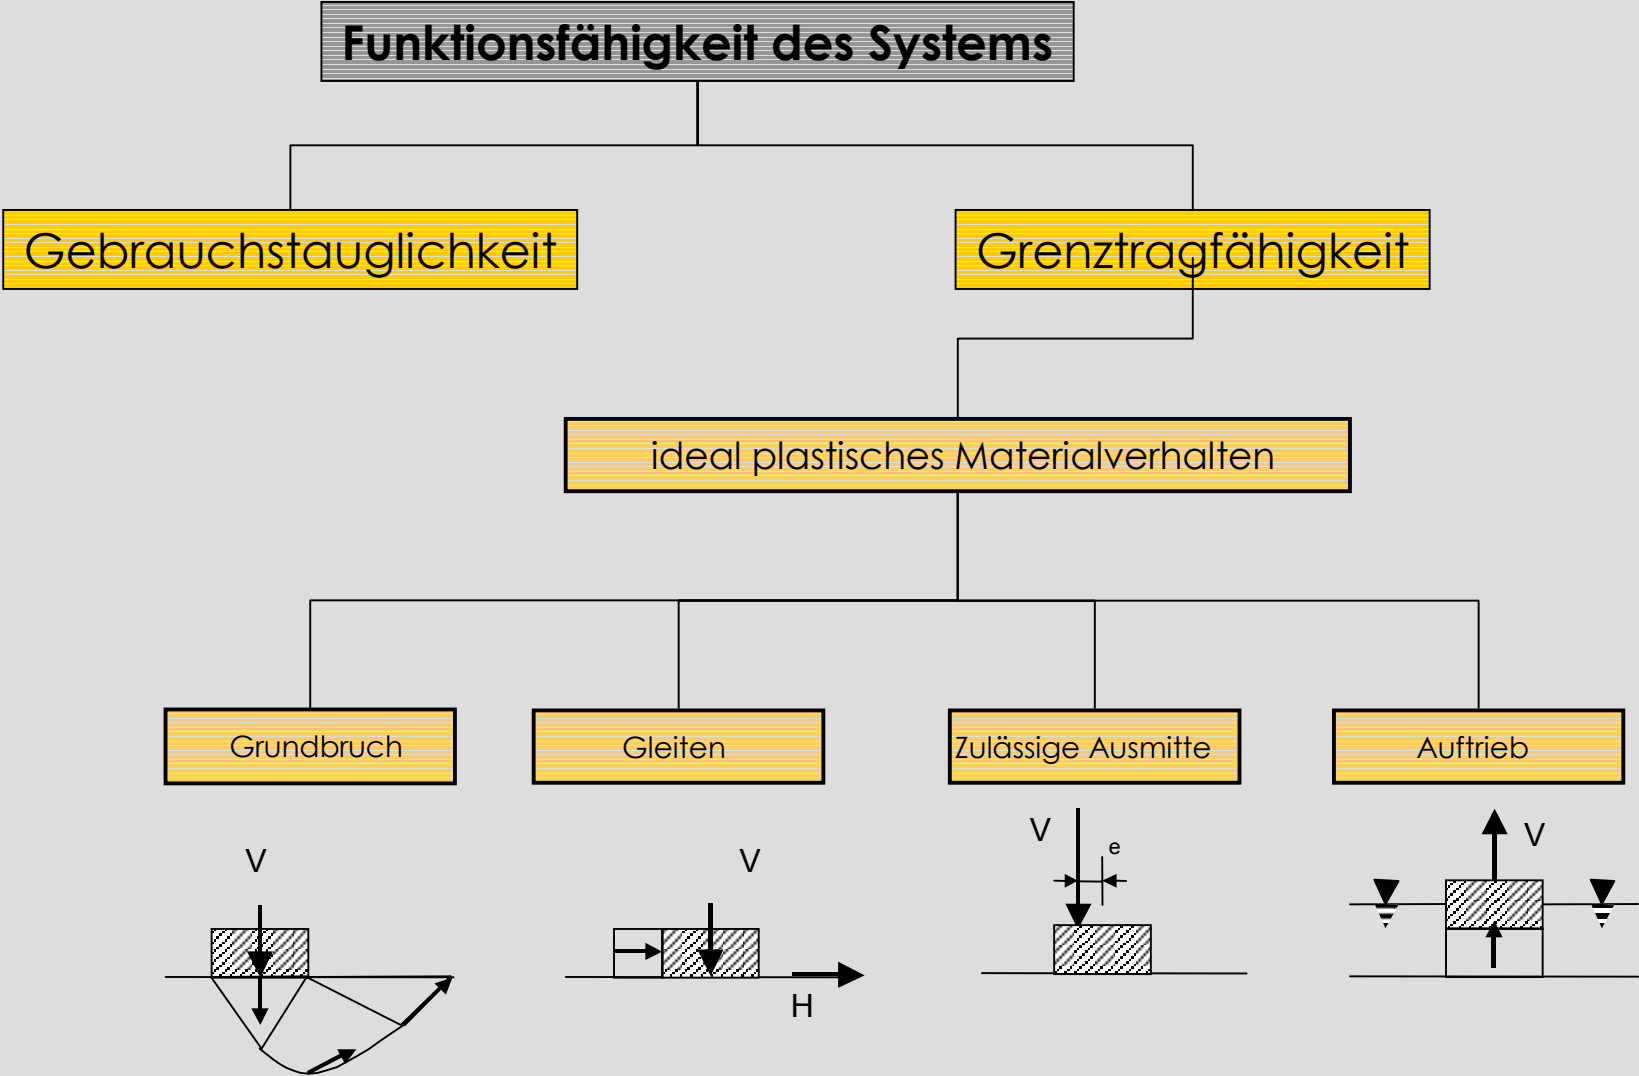 Funktionsfähigkeit des Systems
Gebrauchstauglichkeit
Grenztragfähigkeit
ideal plastisches Materialverhalten
Grundbruch
Gleiten
Zulässige Ausmitte
Auftrieb
V
V
H
V
e
V